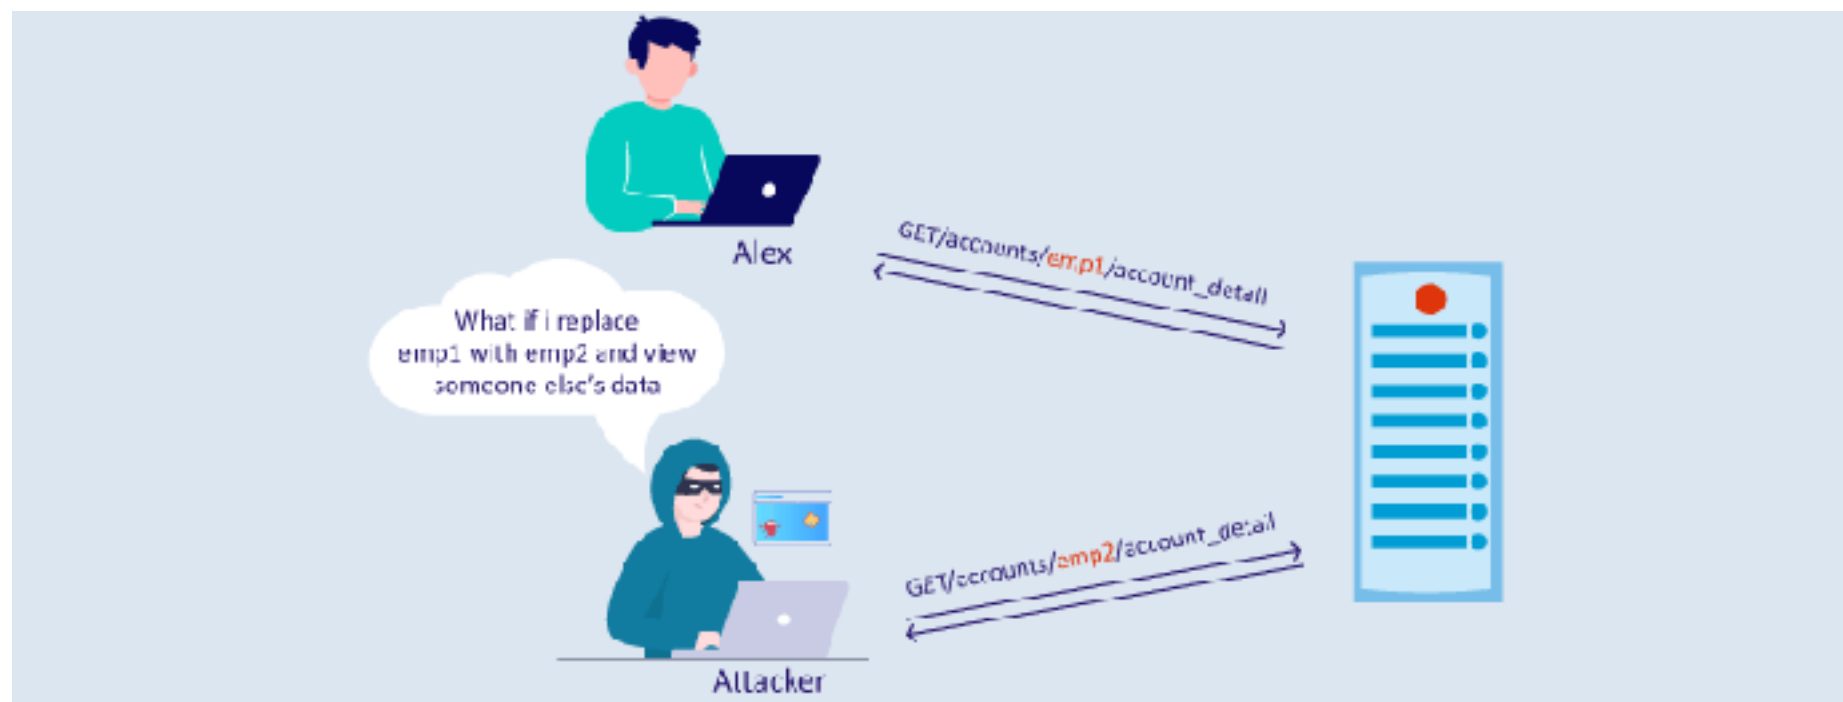 Alex
GET/accounts/emp1/account_detail
What if i replace
emp1 with emp2 and view
someone else's data
GET/accounts/emp2/account_detail
Attacker